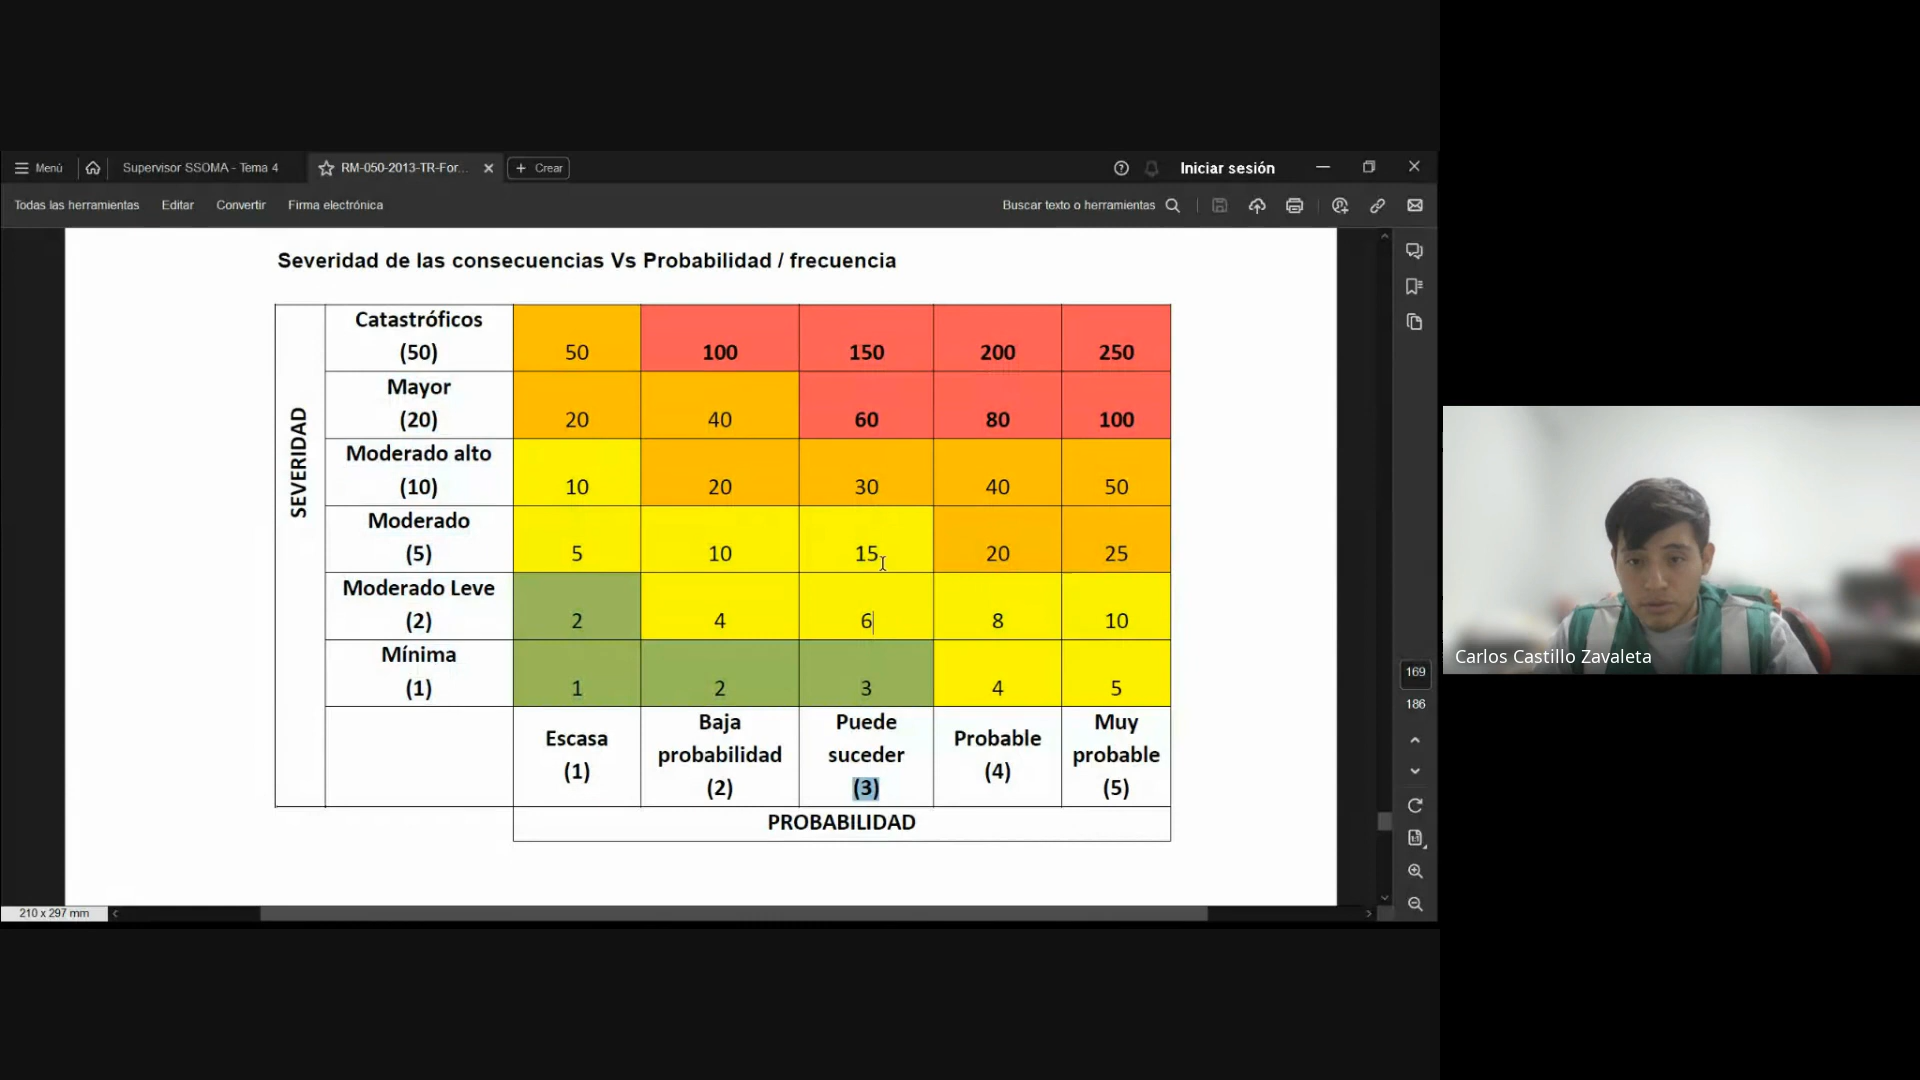 Menú
Supervisor SSOMA - Tema 4
RM-050-2013-TR-For...
Crear
Iniciar sesión
Todas las herramientas
Editar
Convertir
Firma electrónica
Buscar texto o herramientas
Severidad de las consecuencias Vs Probabilidad / frecuencia
SEVERIDAD
Catastróficos
(50)
50
100
150
200
250
Mayor
(20)
20
40
60
80
100
Moderado alto
(10)
10
20
30
40
50
Moderado
(5)
5
10
15
20
25
Moderado Leve
(2)
2
4
6
8
10
Mínima
(1)
1
2
3
4
5
Escasa
(1)
Baja
probabilidad
(2)
Puede
suceder
(3)
Probable
(4)
Muy
probable
(5)
PROBABILIDAD
169
186
210 x 297 mm
Carlos Castillo Zavaleta